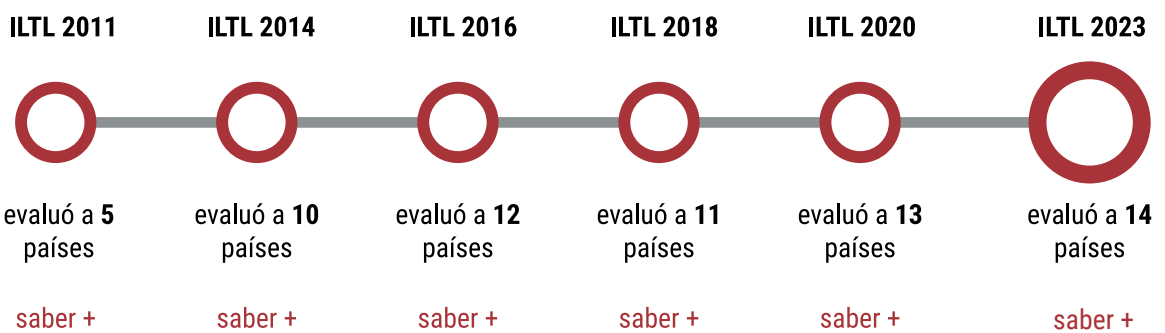 ILTL 2011
ILTL 2014
ILTL 2016
ILTL 2018
ILTL 2020
ILTL 2023
evaluó a 5
países
evaluó a 10
países
evaluó a 12
países
evaluó a 11
países
evaluó a 13
países
evaluó a 14
países
saber +
saber +
saber +
saber +
saber +
saber +